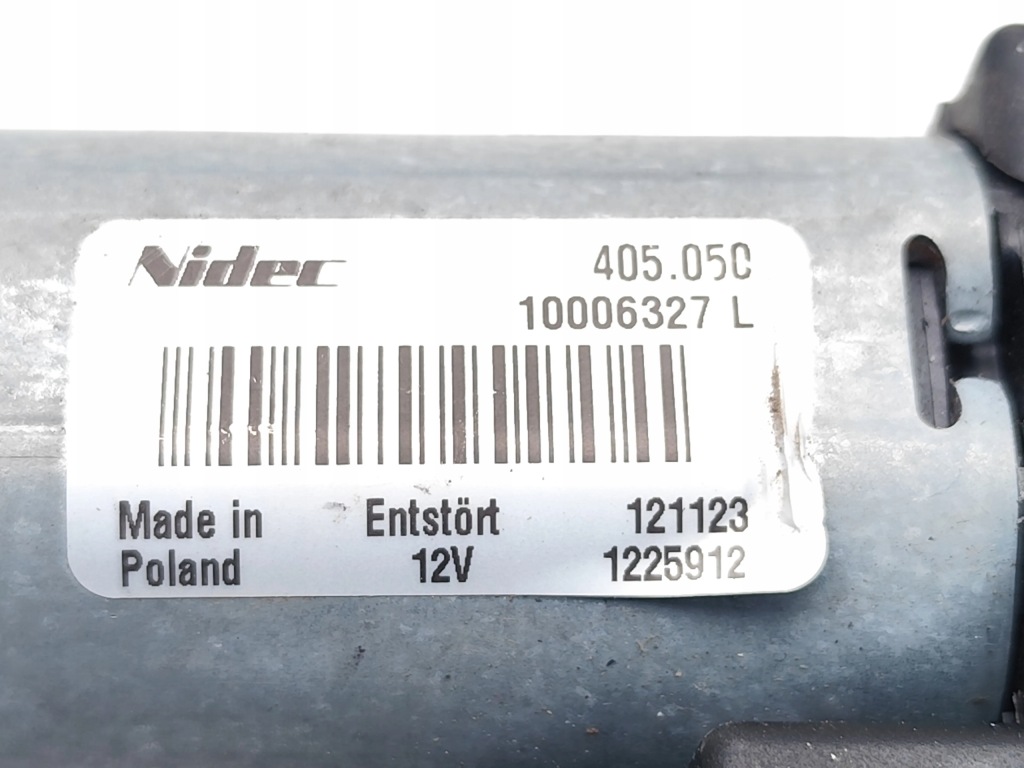 Nidec
405.050
10006327 L
Made in Poland
Entstört 12V
121123
1225912